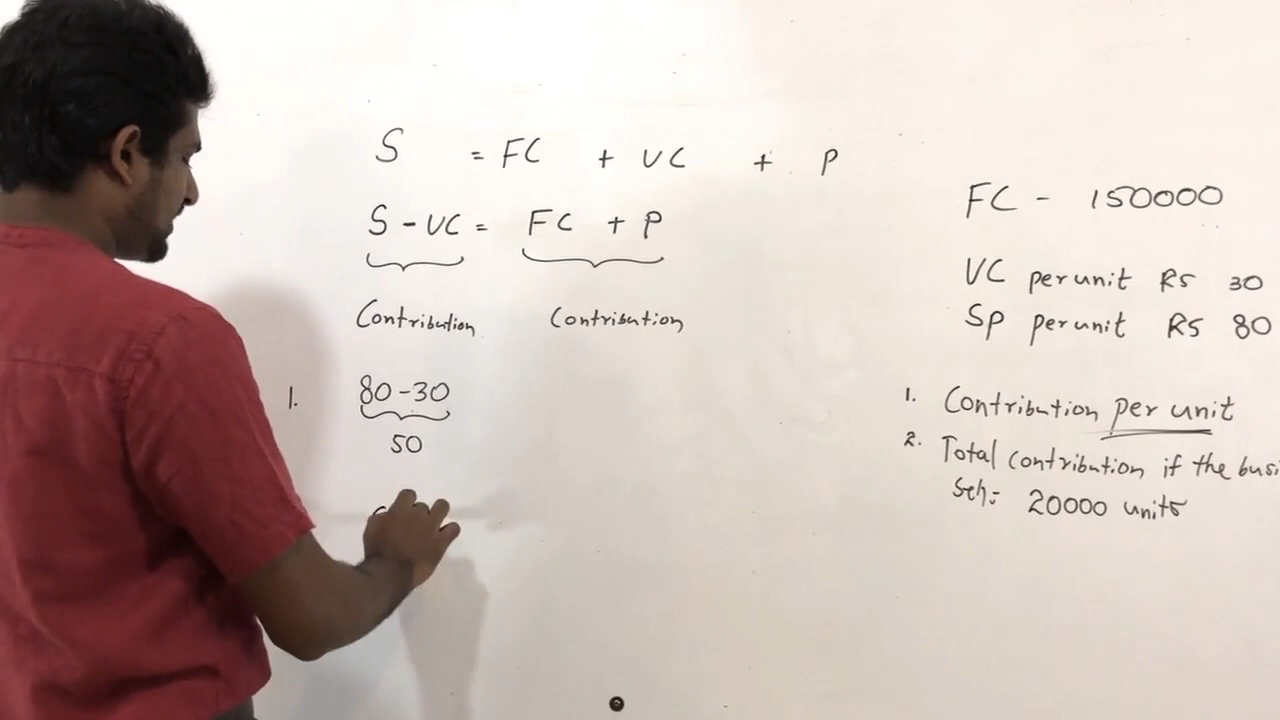 S = FC + VC + P
S - VC = FC + P
Contribution Contribution
1. 80-30
50
FC - 150000
VC per unit Rs 30
Sp per unit Rs 80
1. Contribution per unit
2. Total contribution if the busi
20000 units